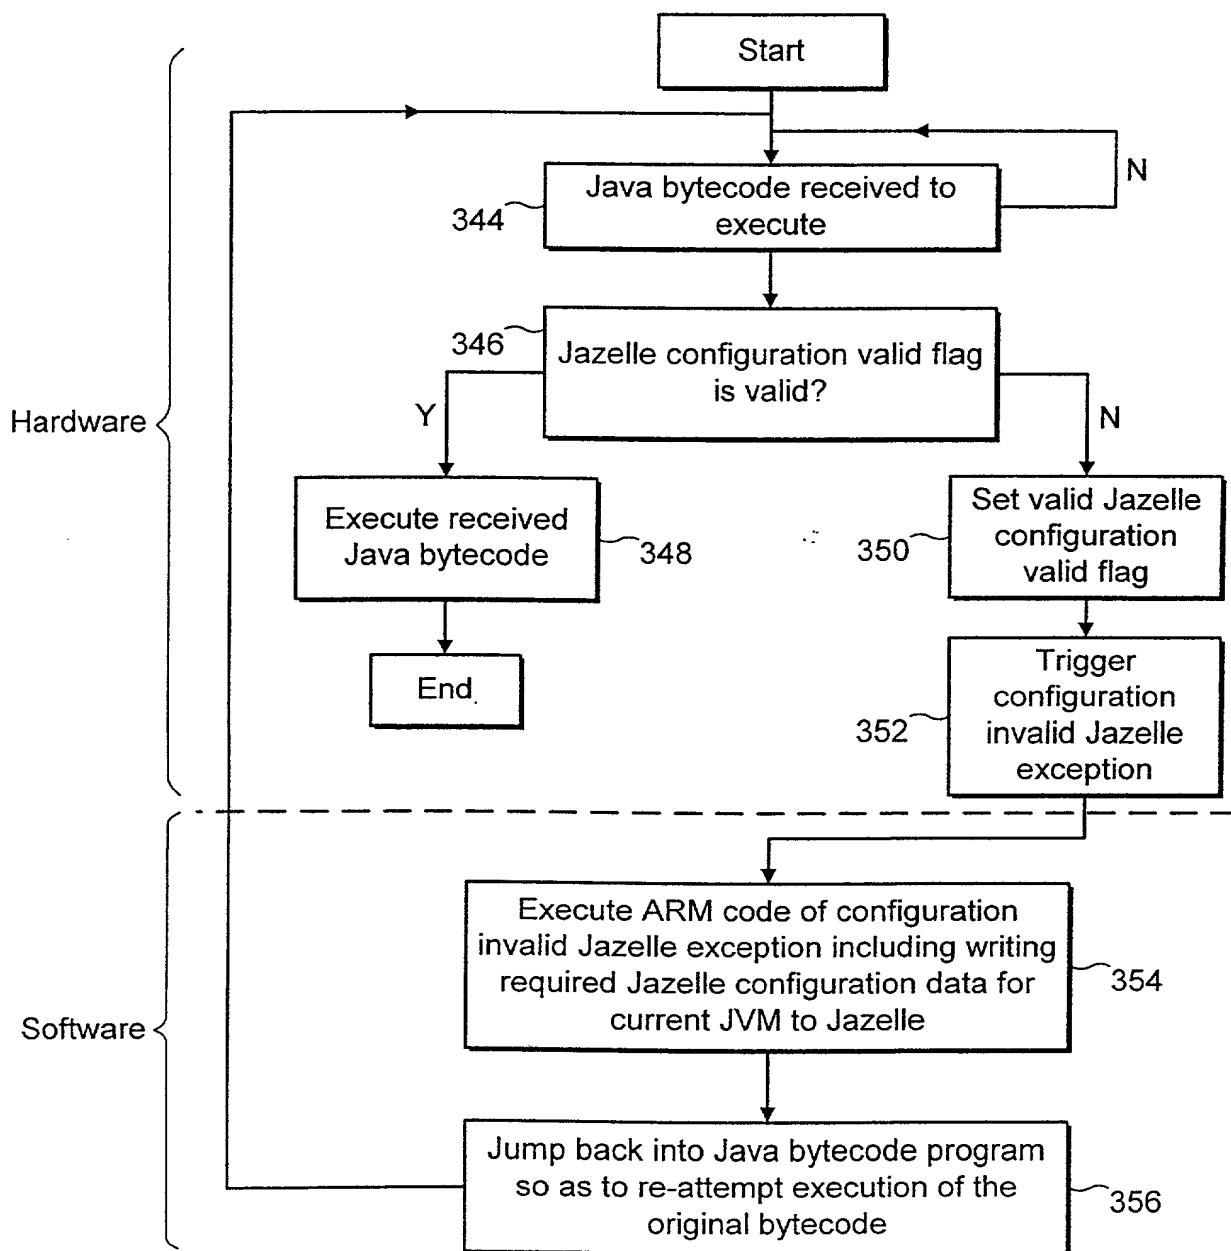 Start
N
Java bytecode received to
execute
344
346
Jazelle configuration valid flag
is valid?
Hardware
Y
N
Execute received
Java bytecode
348
Set valid Jazelle
configuration
valid flag
350
End
Trigger
configuration
invalid Jazelle
exception
352
Execute ARM code of configuration
invalid Jazelle exception including writing
required Jazelle configuration data for
current JVM to Jazelle
354
Software
Jump back into Java bytecode program
so as to re-attempt execution of the
original bytecode
356